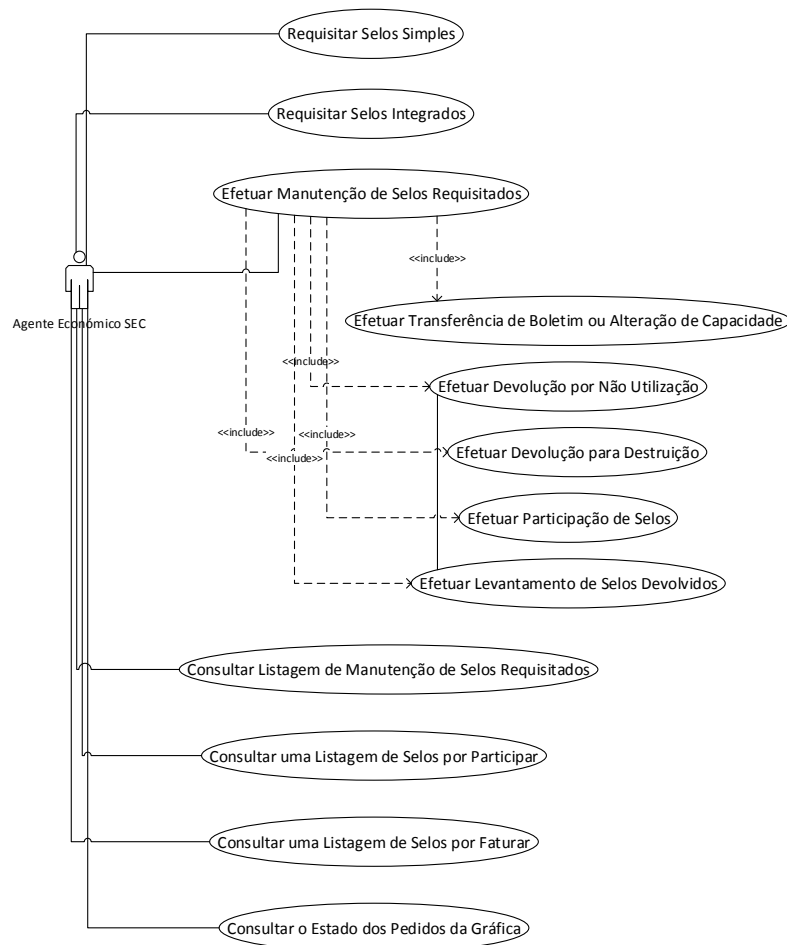 Requisitar Selos Simples
Requisitar Selos Integrados
Efetuar Manutenção de Selos Requisitados
<<include>>
Agente Económico SEC
Efetuar Transferência de Boletim ou Alteração de Capacidade
<<include>>
Efetuar Devolução por Não Utilização
<<include>>
<<include>>
Efetuar Devolução para Destruição
<<include>>
Efetuar Participação de Selos
Efetuar Levantamento de Selos Devolvidos
Consultar Listagem de Manutenção de Selos Requisitados
Consultar uma Listagem de Selos por Participar
Consultar uma Listagem de Selos por Faturar
Consultar o Estado dos Pedidos da Gráfica